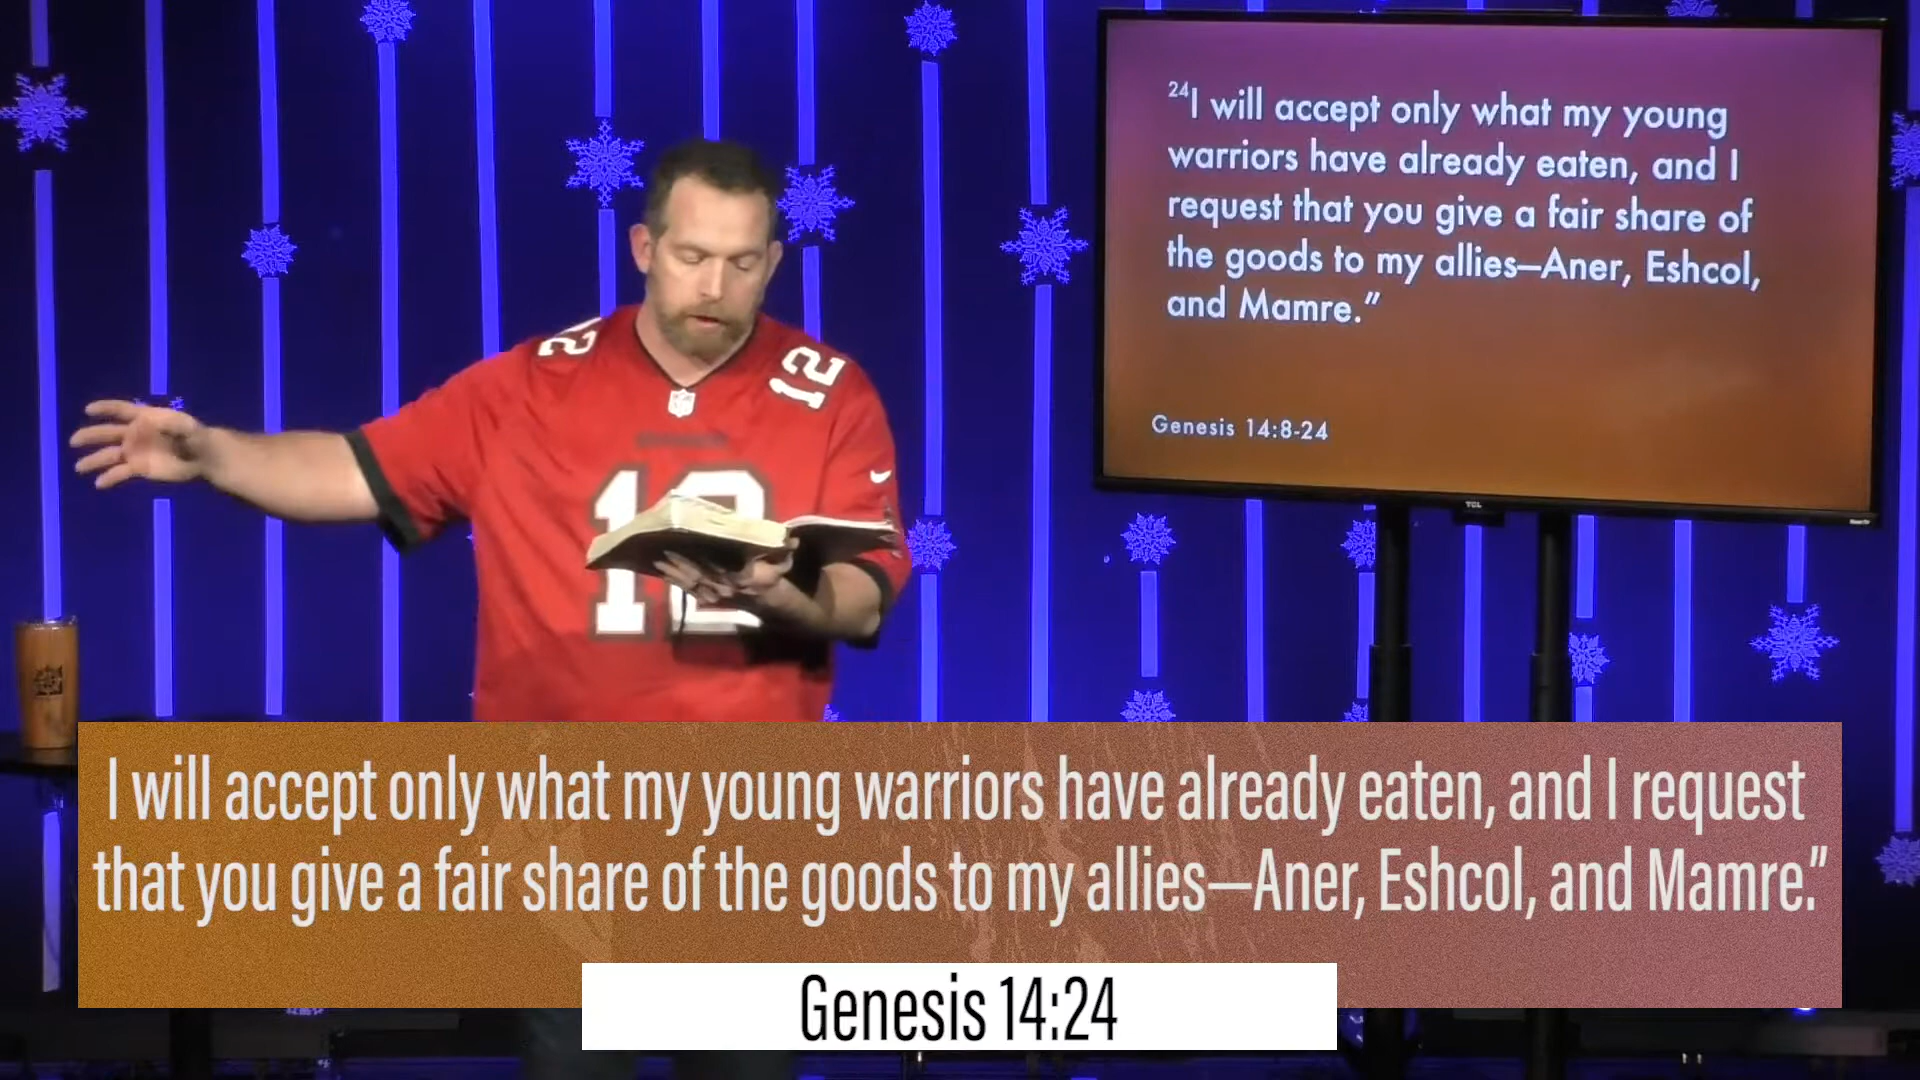 24I will accept only what my young
warriors have already eaten, and I
request that you give a fair share of
the goods to my allies—Aner, Eshcol,
and Mamre.”
Genesis 14:8-24
TCL
12
12
NFL
12
I will accept only what my young warriors have already eaten, and I request
that you give a fair share of the goods to my allies—Aner, Eshcol, and Mamre.”
Genesis 14:24